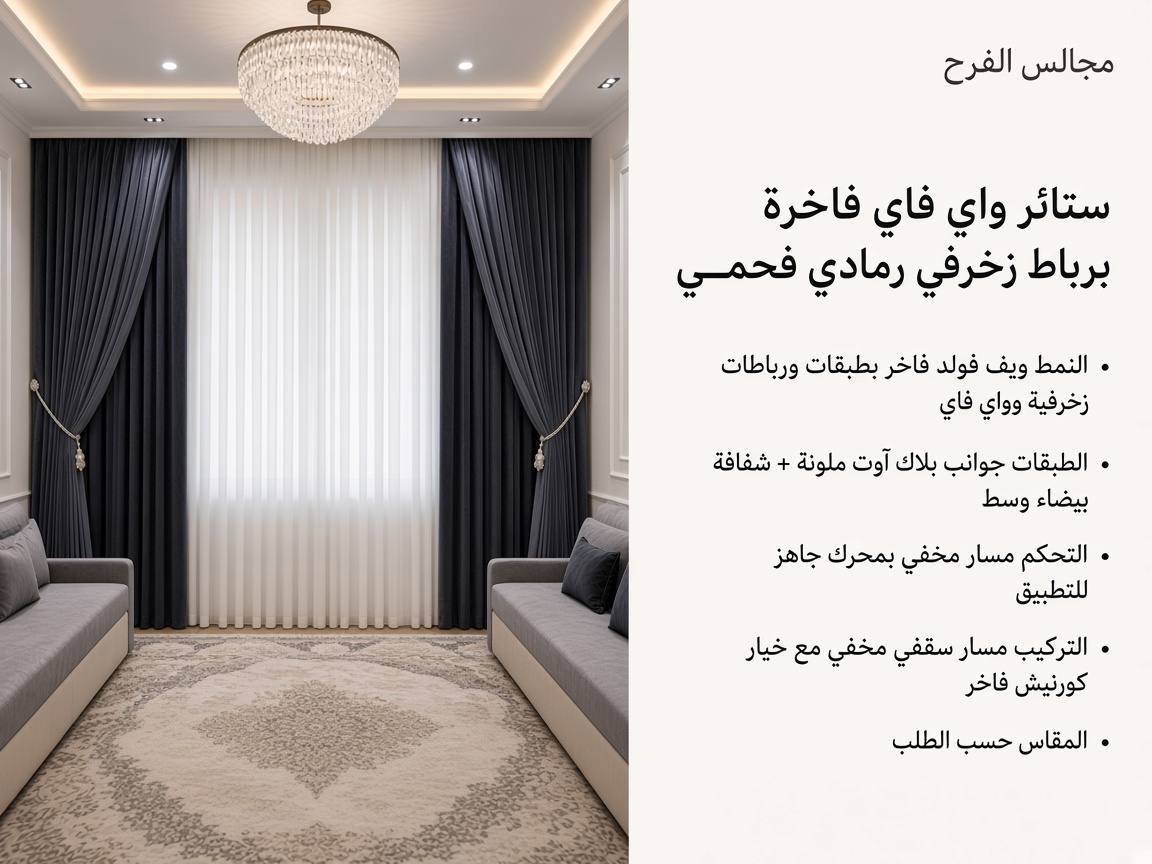 مجالس الفرح
ستائر واي فاي فاخرة
برباط زخرفي رمادي فحمــي
• النمط ويف فولد فاخر بطبقات ورباطات
زخرفية وواي فاي
• الطبقات جوانب بلاك آوت ملونة + شفافة
بيضاء وسط
• التحكم مسار مخفي بمحرك جاهز
للتطبيق
• التركيب مسار سقفي مخفي مع خيار
كورنيش فاخر
• المقاس حسب الطلب